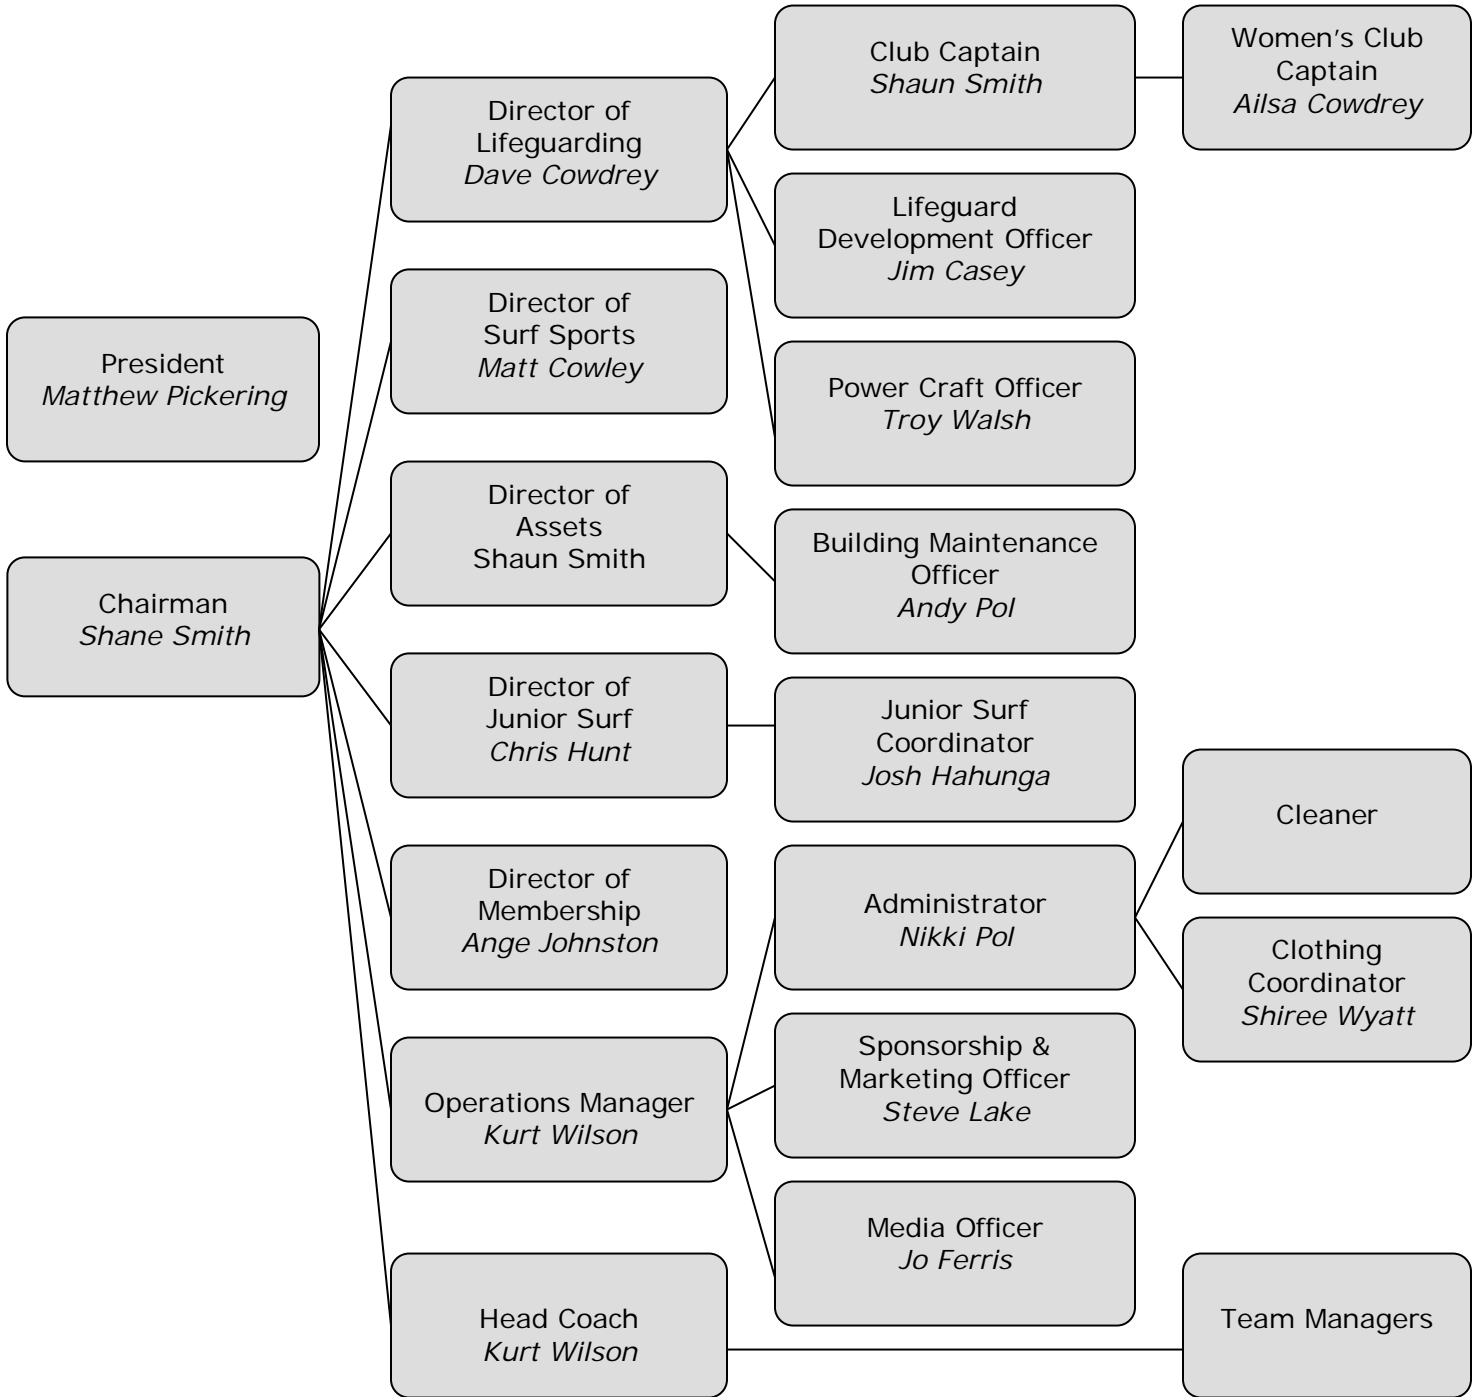 President
Matthew Pickering
Chairman
Shane Smith
Director of
Lifeguarding
Dave Cowdrey
Director of
Surf Sports
Matt Cowley
Director of
Assets
Shaun Smith
Director of
Junior Surf
Chris Hunt
Director of
Membership
Ange Johnston
Operations Manager
Kurt Wilson
Head Coach
Kurt Wilson
Club Captain
Shaun Smith
Lifeguard
Development Officer
Jim Casey
Power Craft Officer
Troy Walsh
Building Maintenance
Officer
Andy Pol
Junior Surf
Coordinator
Josh Hahunga
Administrator
Nikki Pol
Sponsorship &
Marketing Officer
Steve Lake
Media Officer
Jo Ferris
Women's Club
Captain
Ailsa Cowdrey
Cleaner
Clothing
Coordinator
Shiree Wyatt
Team Managers